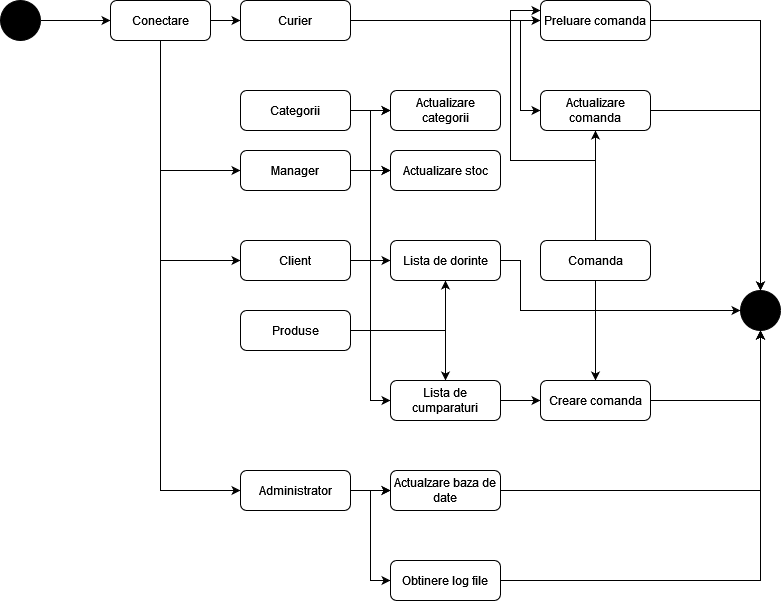 Conectare
Curier
Preluare comanda
Categorii
Actualizare
categorii
Actualizare
comanda
Manager
Actualizare stoc
Client
Lista de dorinte
Comanda
Produse
Lista de
cumparaturi
Creare comanda
Administrator
Actualzare baza de
date
Obtinere log file